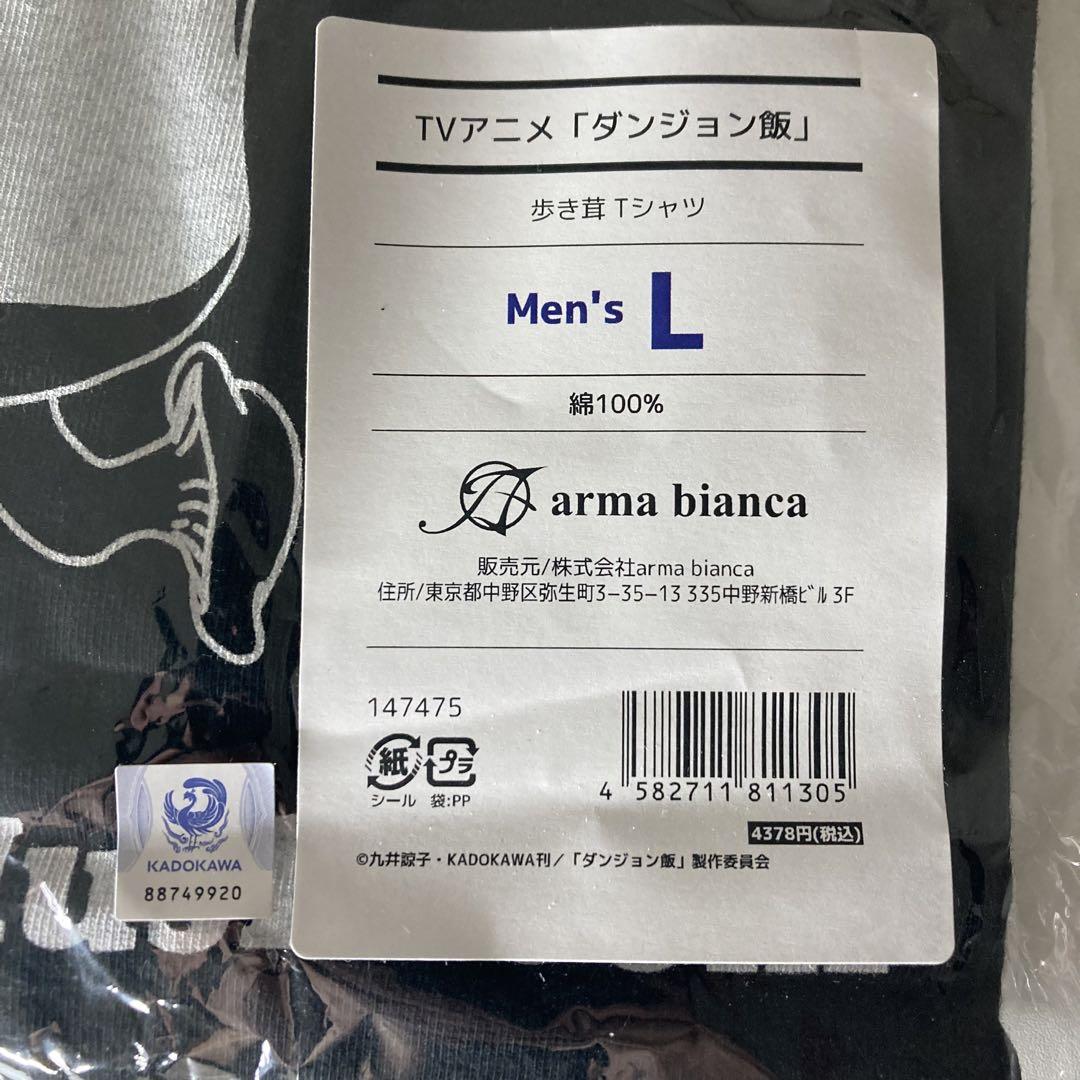 TVアニメ「ダンジョン飯」
歩き茸 Tシャツ
Men's L
綿100%
arma bianca
販売元/株式会社arma bianca
住所/東京都中野区弥生町3-35-13 335中野新橋ビル 3F
147475
紙 プラ
シール 袋:PP
4 582711 811305
4378円(税込)
©九井諒子・KADOKAWA刊/「ダンジョン飯」製作委員会
KADOKAWA
88749920